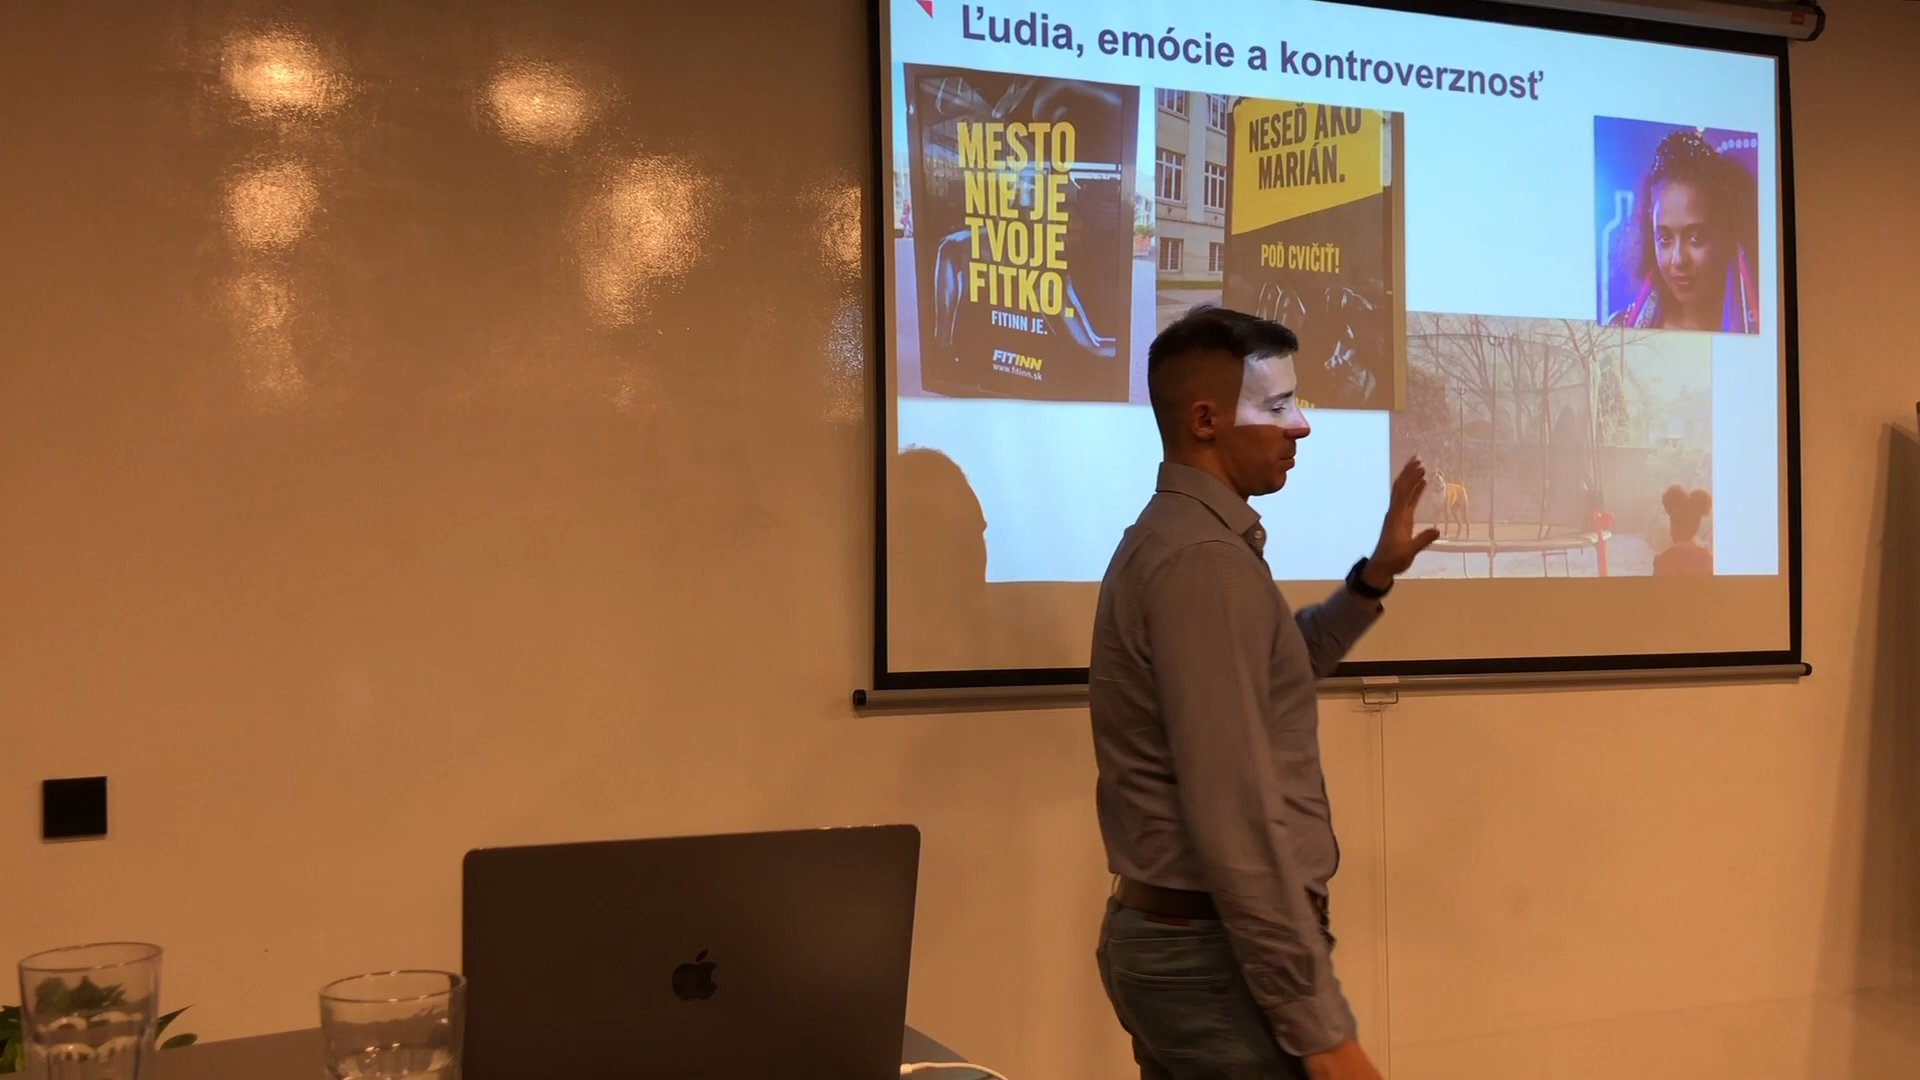 Ľudia, emócie a kontroverznosť
MESTO
NIE JE
TVOJE
FITKO.
FITINN JE.
FITINN
www.fitinn.sk
NESEĎ AKO
MARIÁN.
POĎ CVIČIŤ!